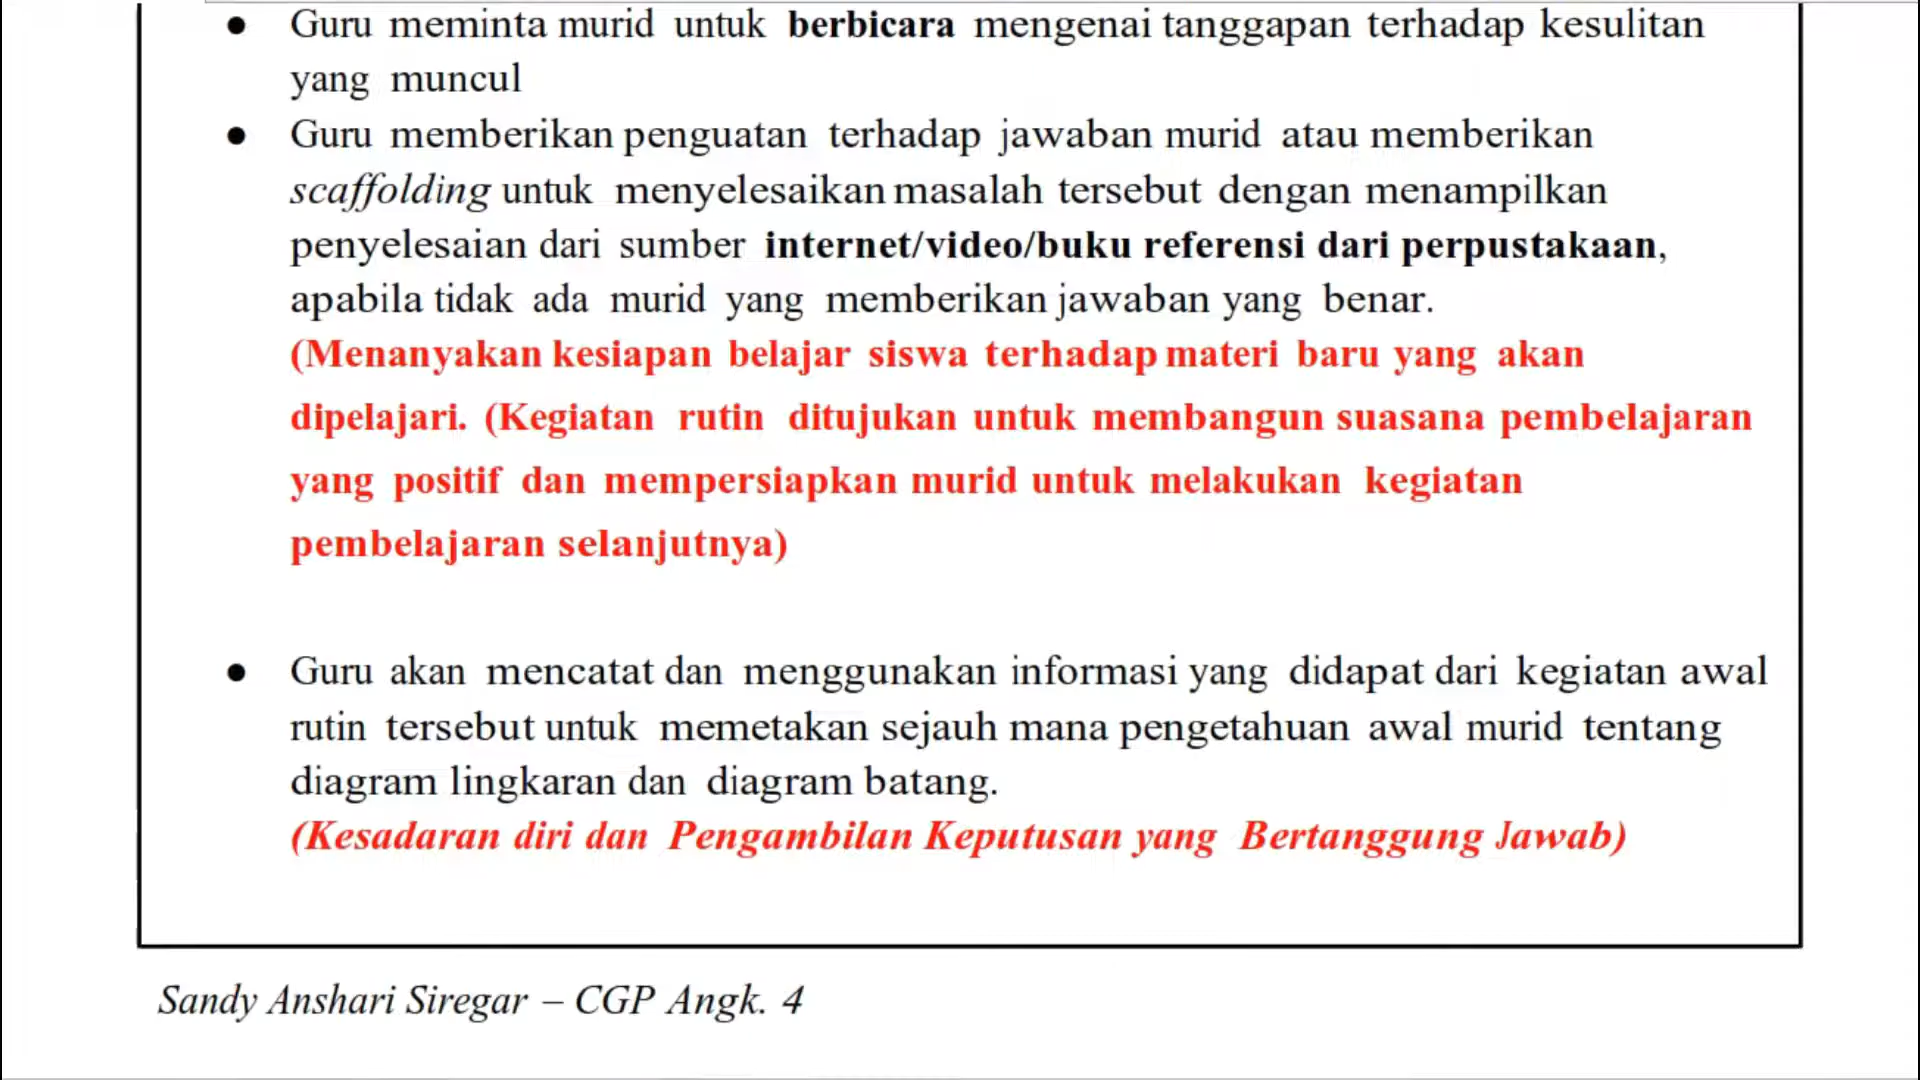 ● Guru meminta murid untuk berbicara mengenai tanggapan terhadap kesulitan
yang muncul
● Guru memberikan penguatan terhadap jawaban murid atau memberikan
scaffolding untuk menyelesaikan masalah tersebut dengan menampilkan
penyelesaian dari sumber internet/video/buku referensi dari perpustakaan,
apabila tidak ada murid yang memberikan jawaban yang benar.
(Menanyakan kesiapan belajar siswa terhadap materi baru yang akan
dipelajari. (Kegiatan rutin ditujukan untuk membangun suasana pembelajaran
yang positif dan mempersiapkan murid untuk melakukan kegiatan
pembelajaran selanjutnya)
● Guru akan mencatat dan menggunakan informasi yang didapat dari kegiatan awal
rutin tersebut untuk memetakan sejauh mana pengetahuan awal murid tentang
diagram lingkaran dan diagram batang.
(Kesadaran diri dan Pengambilan Keputusan yang Bertanggung Jawab)
Sandy Anshari Siregar – CGP Angk. 4